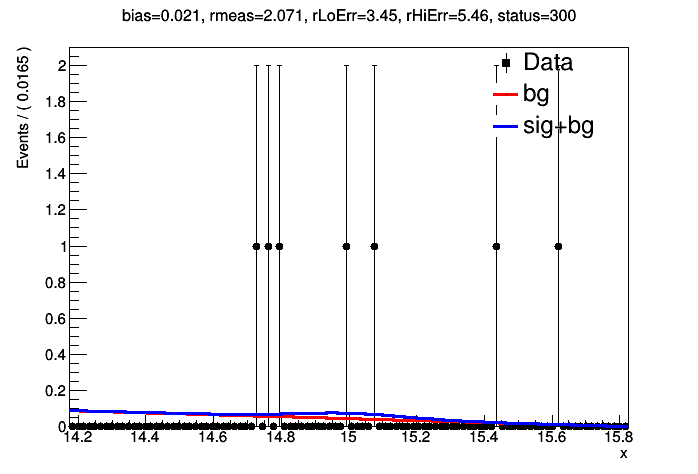 bias=0.021, rmeas=2.071, rLoErr=3.45, rHiErr=5.46, status=300
Events / ( 0.0165 )
2
1.8
1.6
1.4
1.2
1
0.8
0.6
0.4
0.2
0
Data
bg
sig+bg
14.2 14.4 14.6 14.8 15 15.2 15.4 15.6 15.8
x